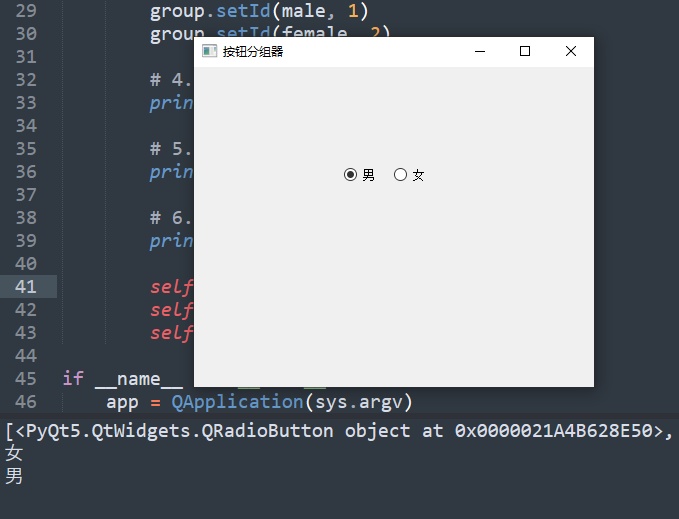 29 group.setId(male, 1)
30 group.setId(female, 2)
31
按钮分组器
32 # 4.
33 prin
34
35 # 5.
36 prin
男 女
37
38 # 6.
39 prin
40
41 self
42 self
43 self
44
45 if __name__
46 app = QApplication(sys.argv)
[<PyQt5.QtWidgets.QRadioButton object at 0x0000021A4B628E50>,
女
男